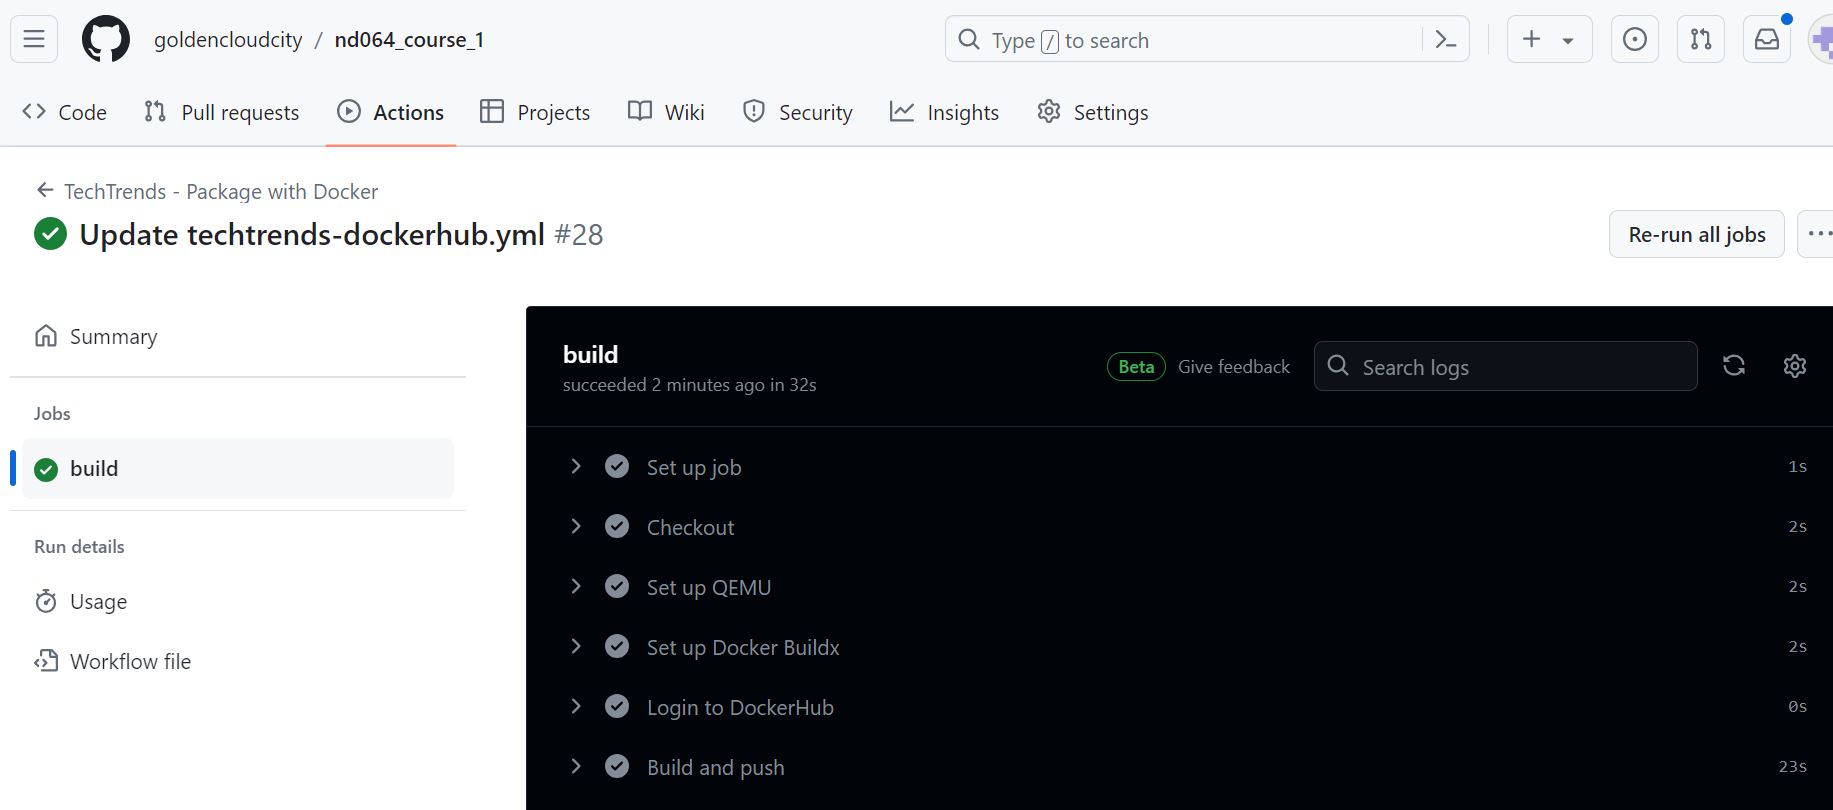 goldencloudcity / nd064_course_1
Type / to search
Code Pull requests Actions Projects Wiki Security Insights Settings
TechTrends - Package with Docker
Update techtrends-dockerhub.yml #28
Re-run all jobs
Summary
Jobs
build
Run details
Usage
Workflow file
build
succeeded 2 minutes ago in 32s
Beta Give feedback
Search logs
Set up job 1s
Checkout 2s
Set up QEMU 2s
Set up Docker Buildx 2s
Login to DockerHub 0s
Build and push 23s